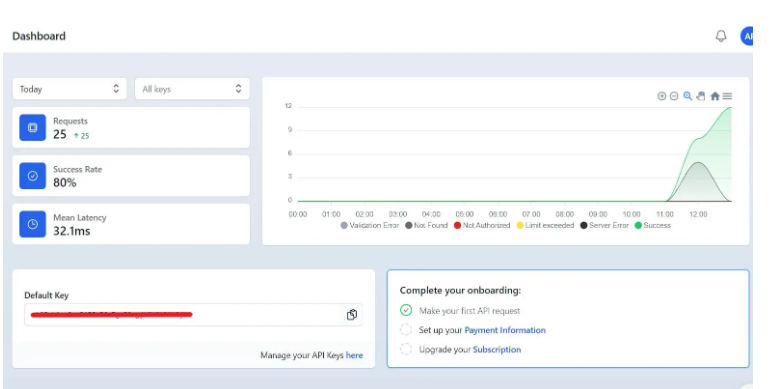 Dashboard
AF
Today
All keys
Requests
25 ↑ 25
Success Rate
80%
Mean Latency
32.1ms
12
9
6
3
0
00:00 01:00 02:00 03:00 04:00 05:00 06:00 07:00 08:00 09:00 10:00 11:00 12:00
Validation Error Not Found Not Authorized Limit exceeded Server Error Success
Default Key
Manage your API Keys here
Complete your onboarding:
Make your first API request
Set up your Payment Information
Upgrade your Subscription